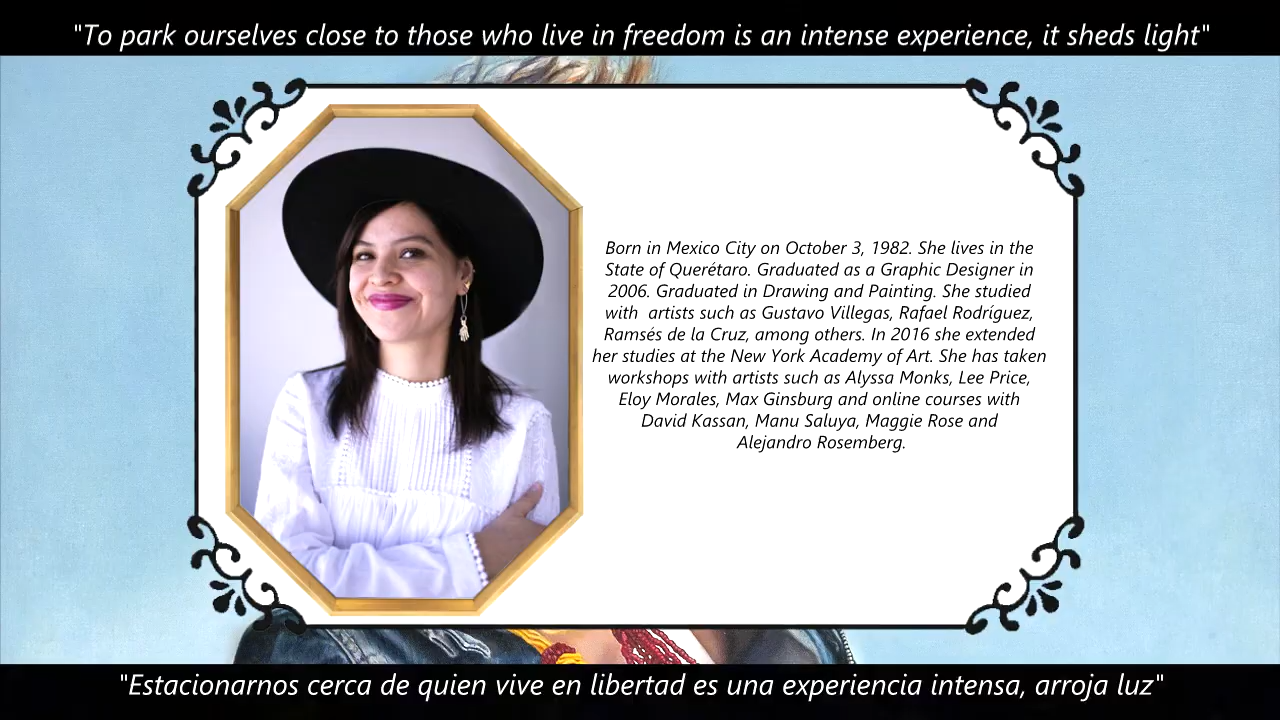 "To park ourselves close to those who live in freedom is an intense experience, it sheds light"
Born in Mexico City on October 3, 1982. She lives in the
State of Querétaro. Graduated as a Graphic Designer in
2006. Graduated in Drawing and Painting. She studied
with  artists such as Gustavo Villegas, Rafael Rodríguez,
Ramsés de la Cruz, among others. In 2016 she extended
her studies at the New York Academy of Art. She has taken
workshops with artists such as Alyssa Monks, Lee Price,
Eloy Morales, Max Ginsburg and online courses with
David Kassan, Manu Saluya, Maggie Rose and
Alejandro Rosemberg.
"Estacionarnos cerca de quien vive en libertad es una experiencia intensa, arroja luz"